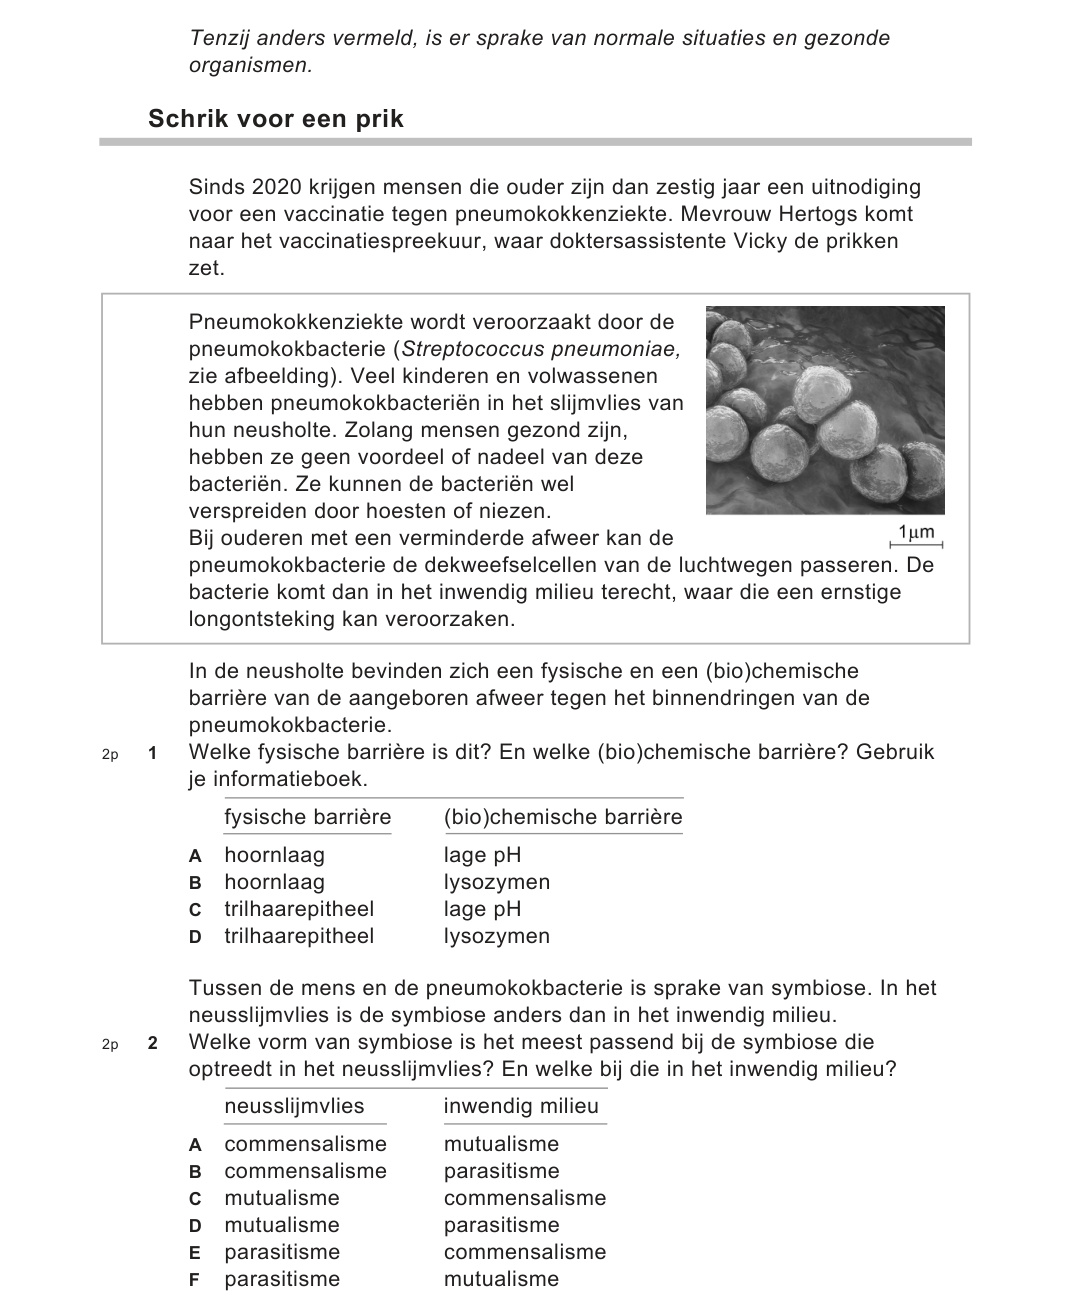 Tenzij anders vermeld, is er sprake van normale situaties en gezonde
organismen.
Schrik voor een prik
Sinds 2020 krijgen mensen die ouder zijn dan zestig jaar een uitnodiging
voor een vaccinatie tegen pneumokokkenziekte. Mevrouw Hertogs komt
naar het vaccinatiespreekuur, waar doktersassistente Vicky de prikken
zet.
Pneumokokkenziekte wordt veroorzaakt door de
pneumokokbacterie (Streptococcus pneumoniae,
zie afbeelding). Veel kinderen en volwassenen
hebben pneumokokbacteriën in het slijmvlies van
hun neusholte. Zolang mensen gezond zijn,
hebben ze geen voordeel of nadeel van deze
bacteriën. Ze kunnen de bacteriën wel
verspreiden door hoesten of niezen.
1µm
Bij ouderen met een verminderde afweer kan de
pneumokokbacterie de dekweefselcellen van de luchtwegen passeren. De
bacterie komt dan in het inwendig milieu terecht, waar die een ernstige
longontsteking kan veroorzaken.
In de neusholte bevinden zich een fysische en een (bio)chemische
barrière van de aangeboren afweer tegen het binnendringen van de
pneumokokbacterie.
2p 1 Welke fysische barrière is dit? En welke (bio)chemische barrière? Gebruik
je informatieboek.
fysische barrière (bio)chemische barrière
A hoornlaag lage pH
B hoornlaag lysozymen
C trilhaarepitheel lage pH
D trilhaarepitheel lysozymen
Tussen de mens en de pneumokokbacterie is sprake van symbiose. In het
neusslijmvlies is de symbiose anders dan in het inwendig milieu.
2p 2 Welke vorm van symbiose is het meest passend bij de symbiose die
optreedt in het neusslijmvlies? En welke bij die in het inwendig milieu?
neusslijmvlies inwendig milieu
A commensalisme mutualisme
B commensalisme parasitisme
C mutualisme commensalisme
D mutualisme parasitisme
E parasitisme commensalisme
F parasitisme mutualisme